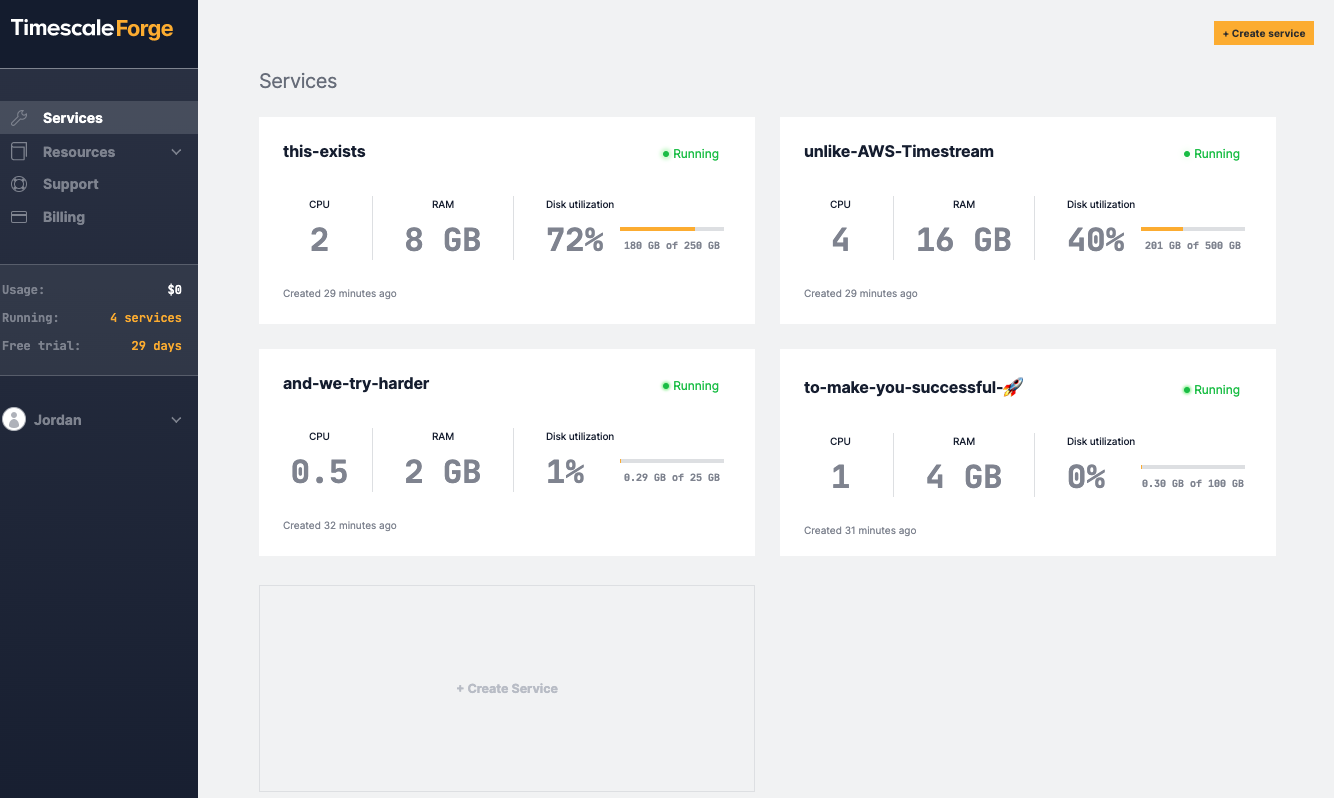 TimescaleForge
+ Create service
Services
Resources
Support
Billing
Usage: $0
Running: 4 services
Free trial: 29 days
Jordan
Services
this-exists
Running
CPU
RAM
Disk utilization
2
8 GB
72%
180 GB of 250 GB
Created 29 minutes ago
unlike-AWS-Timestream
Running
CPU
RAM
Disk utilization
4
16 GB
40%
201 GB of 500 GB
Created 29 minutes ago
and-we-try-harder
Running
CPU
RAM
Disk utilization
0.5
2 GB
1%
0.29 GB of 25 GB
Created 32 minutes ago
to-make-you-successful-🚀
Running
CPU
RAM
Disk utilization
1
4 GB
0%
0.30 GB of 100 GB
Created 31 minutes ago
+ Create Service